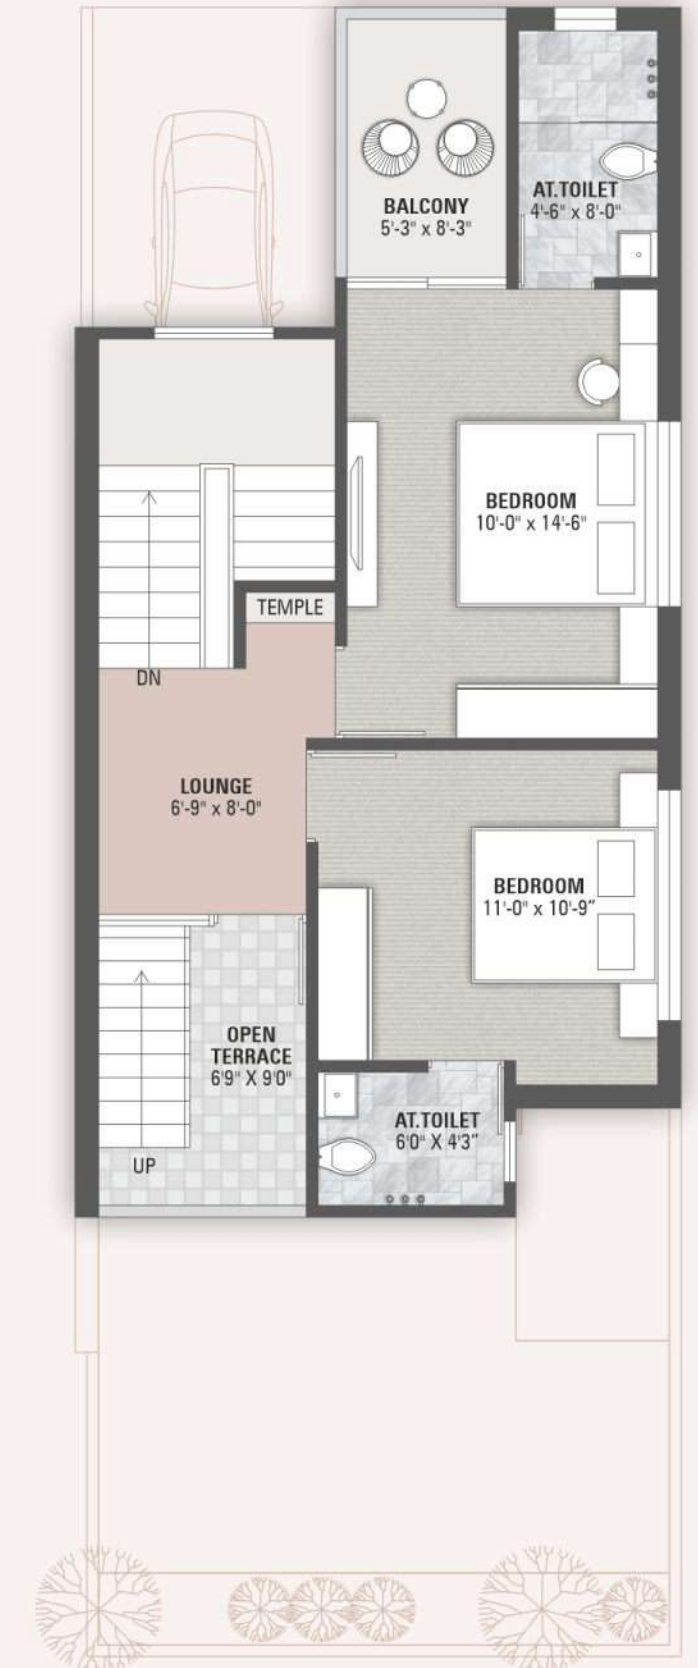 BALCONY
5'-3" x 8'-3"
AT.TOILET
4'-6" x 8'-0"
BEDROOM
10'-0" x 14'-6"
TEMPLE
DN
LOUNGE
6'-9" x 8'-0"
BEDROOM
11'-0" x 10'-9"
OPEN
TERRACE
6'9" X 9'0"
AT.TOILET
6'0" X 4'3"
UP